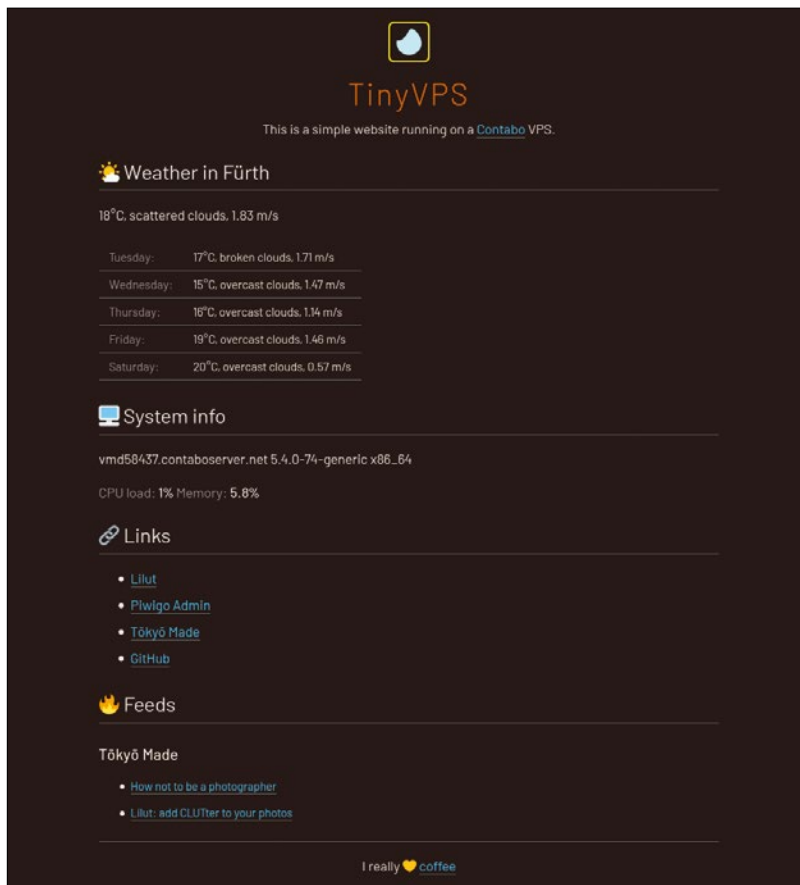 TinyVPS
This is a simple website running on a Contabo VPS.
Weather in Fürth
18°C, scattered clouds, 1.83 m/s
Tuesday: 17°C, broken clouds, 1.71 m/s
Wednesday: 15°C, overcast clouds, 1.47 m/s
Thursday: 16°C, overcast clouds, 1.14 m/s
Friday: 19°C, overcast clouds, 1.46 m/s
Saturday: 20°C, overcast clouds, 0.57 m/s
System info
vmd58437.contaboserver.net 5.4.0-74-generic x86_64
CPU load: 1% Memory: 5.8%
Links
Lilut
Piwigo Admin
Tōkyō Made
GitHub
Feeds
Tōkyō Made
How not to be a photographer
Lilut: add CLUTter to your photos
I really 💛 coffee